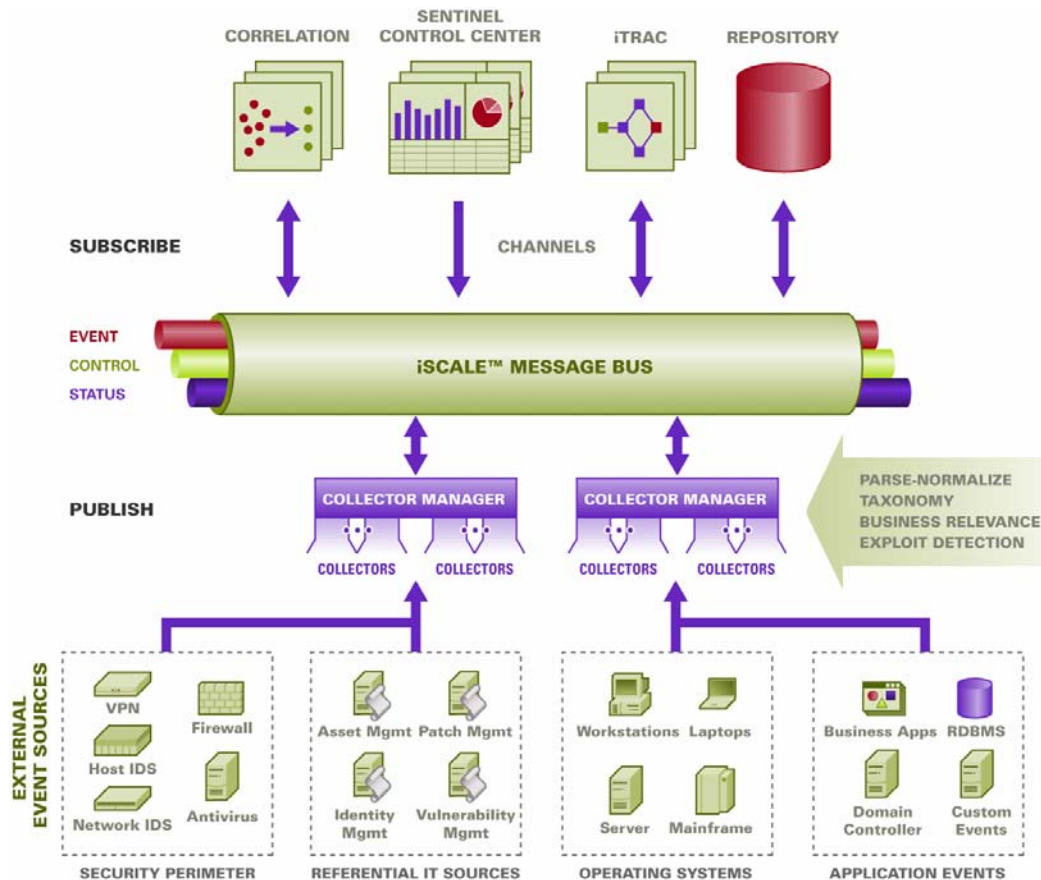 CORRELATION
SENTINEL
CONTROL CENTER
iTRAC
REPOSITORY
SUBSCRIBE
CHANNELS
EVENT
CONTROL
STATUS
iSCALE™ MESSAGE BUS
PUBLISH
COLLECTOR MANAGER
COLLECTORS COLLECTORS
COLLECTOR MANAGER
COLLECTORS COLLECTORS
PARSE-NORMALIZE
TAXONOMY
BUSINESS RELEVANCE
EXPLOIT DETECTION
EXTERNAL
EVENT SOURCES
VPN
Firewall
Host IDS
Network IDS
Antivirus
SECURITY PERIMETER
Asset Mgmt Patch Mgmt
Identity
Mgmt
Vulnerability
Mgmt
REFERENTIAL IT SOURCES
Workstations Laptops
Server Mainframe
OPERATING SYSTEMS
Business Apps RDBMS
Domain
Controller
Custom
Events
APPLICATION EVENTS